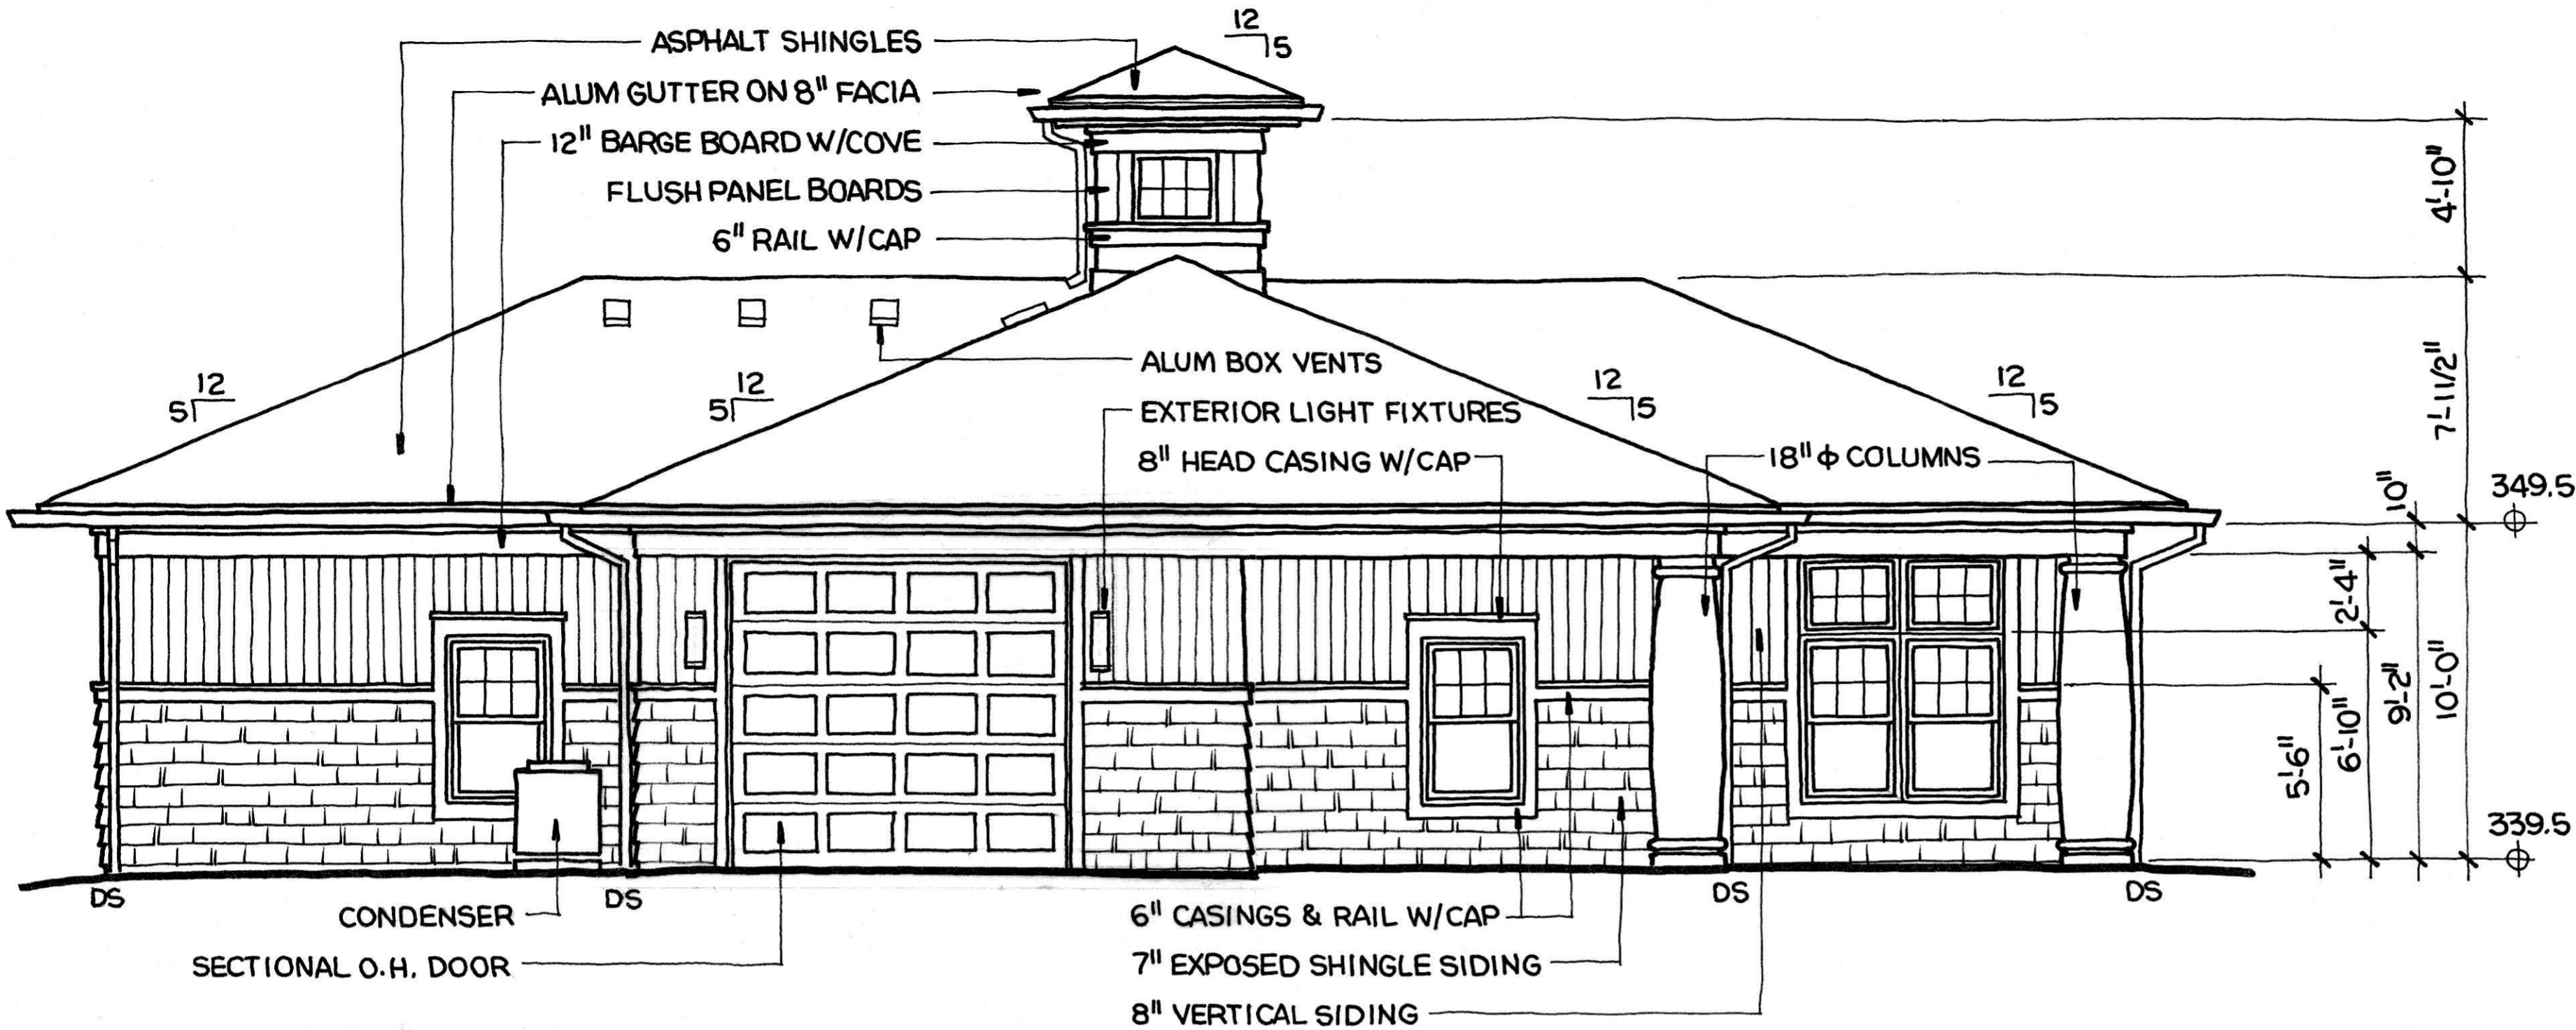 12
5
ASPHALT SHINGLES
ALUM GUTTER ON 8" FACIA
12" BARGE BOARD W/COVE
FLUSH PANEL BOARDS
6" RAIL W/CAP
4'-10"
ALUM BOX VENTS
EXTERIOR LIGHT FIXTURES
8" HEAD CASING W/CAP
18" ɸ COLUMNS
12
5
12
5
12
5
12
5
7'-11/2"
10"
349.5
2'-4"
6'-10"
5'-6"
9'-2"
10'-0"
339.5
DS
DS
DS
DS
CONDENSER
SECTIONAL O.H. DOOR
6" CASINGS & RAIL W/CAP
7" EXPOSED SHINGLE SIDING
8" VERTICAL SIDING